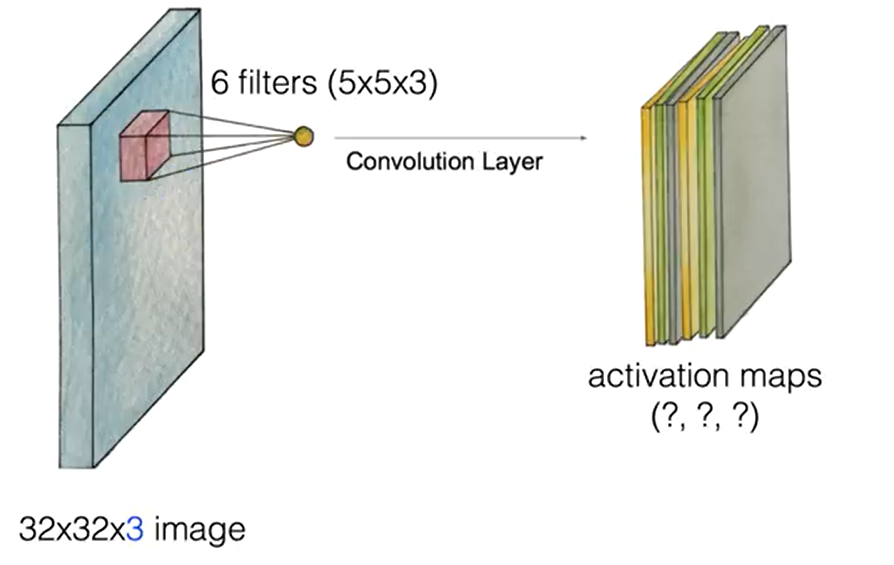 6 filters (5x5x3)
Convolution Layer
activation maps
(?, ?, ?)
32x32x3 image